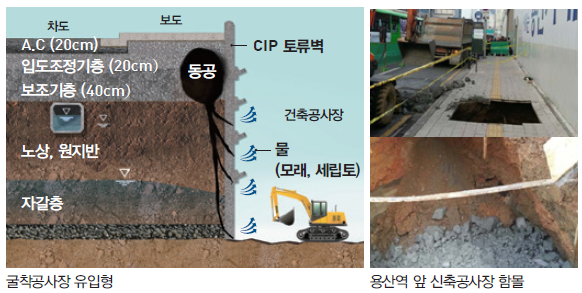 차도
보도
A.C (20cm)
입도조정기층 (20cm)
보조기층 (40cm)
동공
CIP 토류벽
건축공사장
노상, 원지반
물
(모래, 세립토)
자갈층
굴착공사장 유입형
용산역 앞 신축공사장 함몰